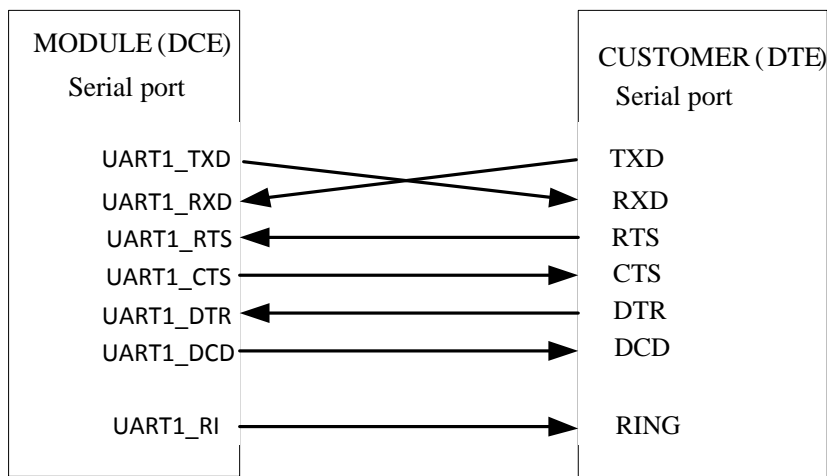 MODULE (DCE)
Serial port
UART1_TXD
UART1_RXD
UART1_RTS
UART1_CTS
UART1_DTR
UART1_DCD
UART1_RI
CUSTOMER ( DTE)
Serial port
TXD
RXD
RTS
CTS
DTR
DCD
RING